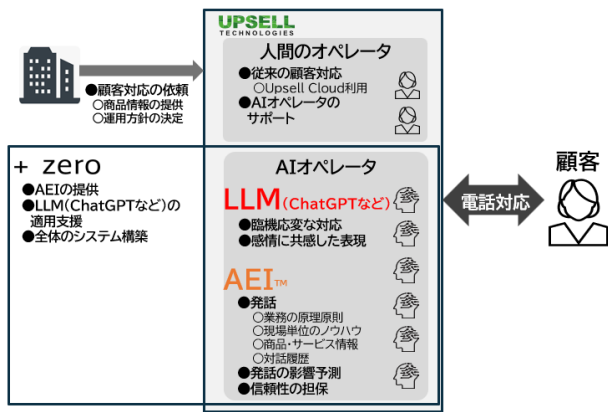 UPSELL
TECHNOLOGIES
人間のオペレータ
●従来の顧客対応
○Upsell Cloud利用
●AIオペレータの
サポート
●顧客対応の依頼
○商品情報の提供
○運用方針の決定
+ zero
●AEIの提供
●LLM(ChatGPTなど)の
適用支援
●全体のシステム構築
AIオペレータ
LLM(ChatGPTなど)
●臨機応変な対応
●感情に共感した表現
AEI™
●発話
○業務の原理原則
○現場単位のノウハウ
○商品・サービス情報
○対話履歴
●発話の影響予測
●信頼性の担保
電話対応
顧客